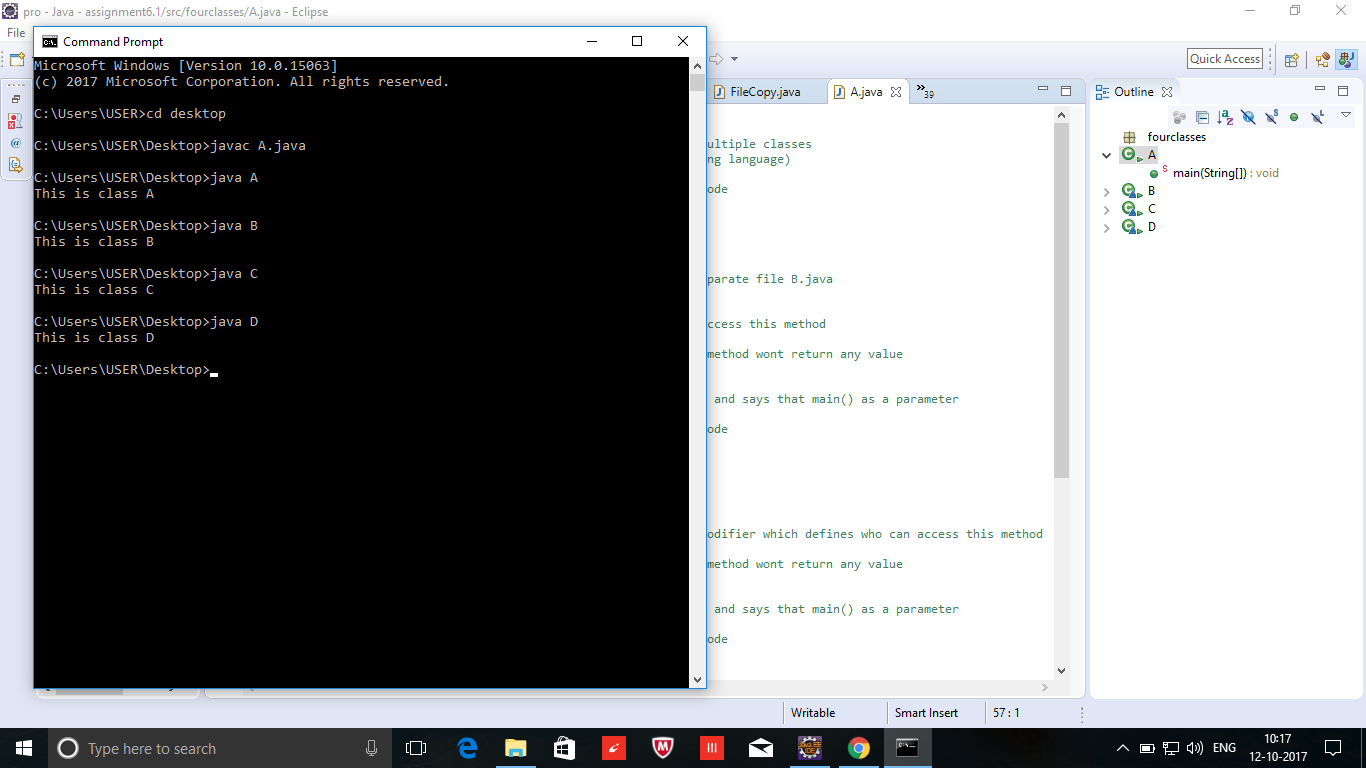 pro - Java - assignment6.1/src/fourclasses/A.java - Eclipse
File
Command Prompt
Microsoft Windows [Version 10.0.15063]
(c) 2017 Microsoft Corporation. All rights reserved.
C:\Users\USER>cd desktop
C:\Users\USER\Desktop>javac A.java
C:\Users\USER\Desktop>java A
This is class A
C:\Users\USER\Desktop>java B
This is class B
C:\Users\USER\Desktop>java C
This is class C
C:\Users\USER\Desktop>java D
This is class D
C:\Users\USER\Desktop>
Quick Access
FileCopy.java
A.java
39
ultiple classes
ng language)
ode
parate file B.java
ccess this method
method wont return any value
and says that main() as a parameter
ode
odifier which defines who can access this method
method wont return any value
and says that main() as a parameter
ode
Outline
fourclasses
A
main(String[]) : void
B
C
D
Writable
Smart Insert
57 : 1
Type here to search
ENG
10:17
12-10-2017